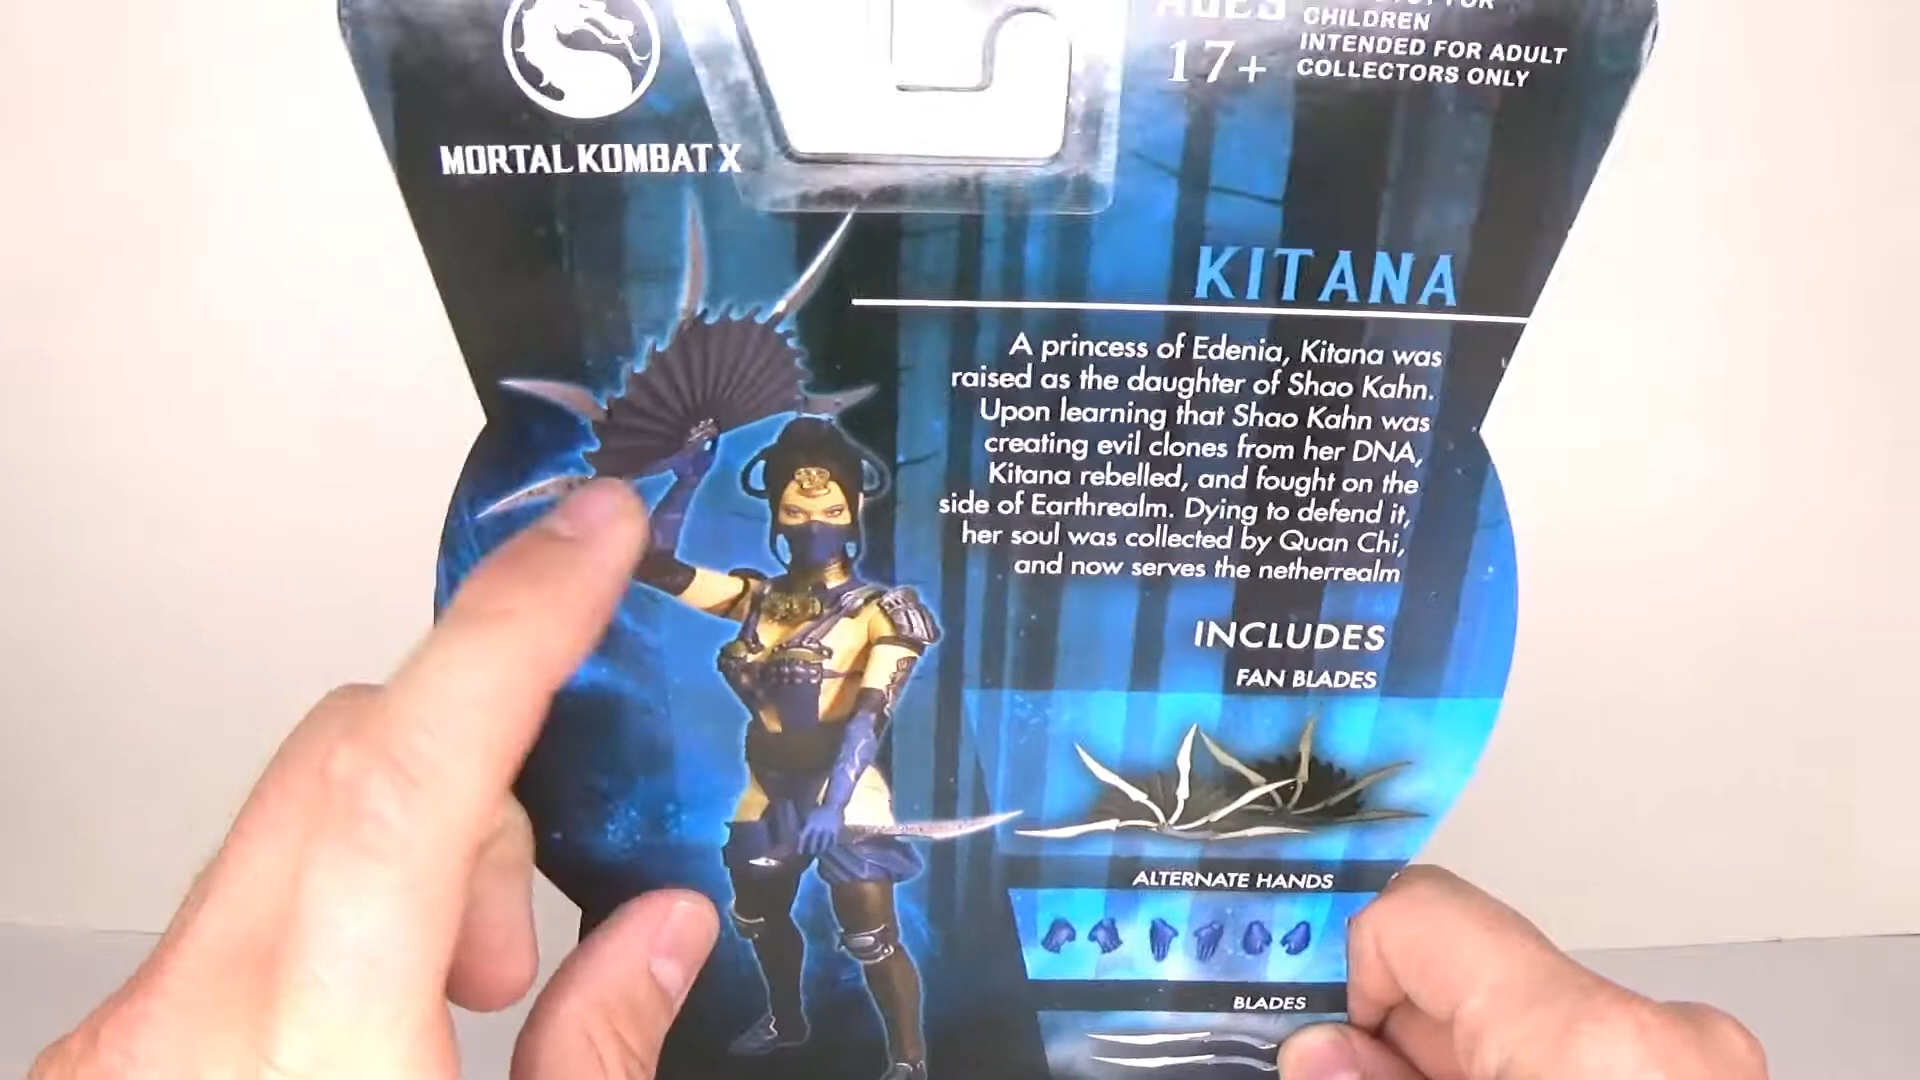 FOR
CHILDREN
AGES
INTENDED FOR ADULT
17+
COLLECTORS ONLY
MORTAL KOMBAT X
KITANA
A princess of Edenia, Kitana was
raised as the daughter of Shao Kahn.
Upon learning that Shao Kahn was
creating evil clones from her DNA,
Kitana rebelled, and fought on the
side of Earthrealm. Dying to defend it,
her soul was collected by Quan Chi,
and now serves the netherrealm
INCLUDES
FAN BLADES
ALTERNATE HANDS
BLADES